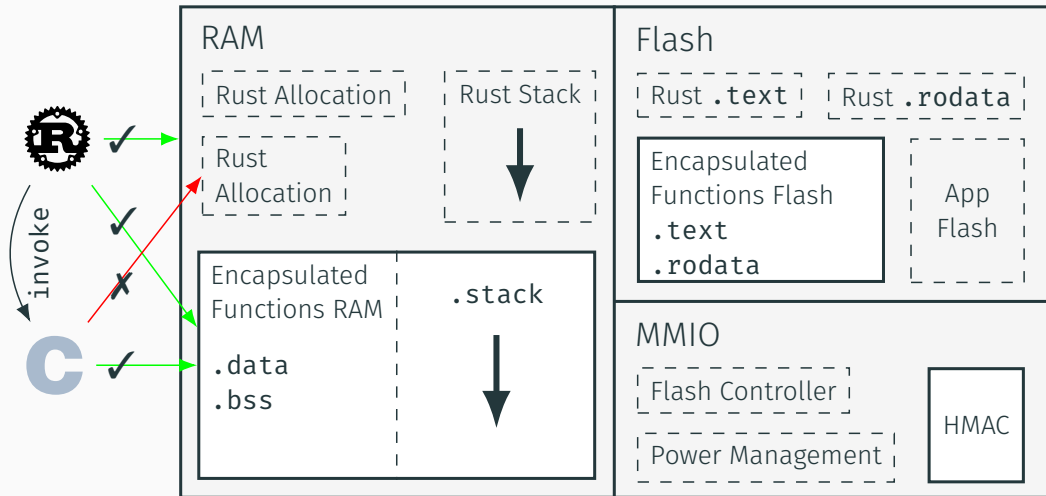 RAM
Rust Allocation
Rust
Allocation
Rust Stack
R
invoke
C
Encapsulated
Functions RAM
.data
.bss
.stack
Flash
Rust .text
Rust .rodata
Encapsulated
Functions Flash
.text
.rodata
App
Flash
MMIO
Flash Controller
Power Management
HMAC